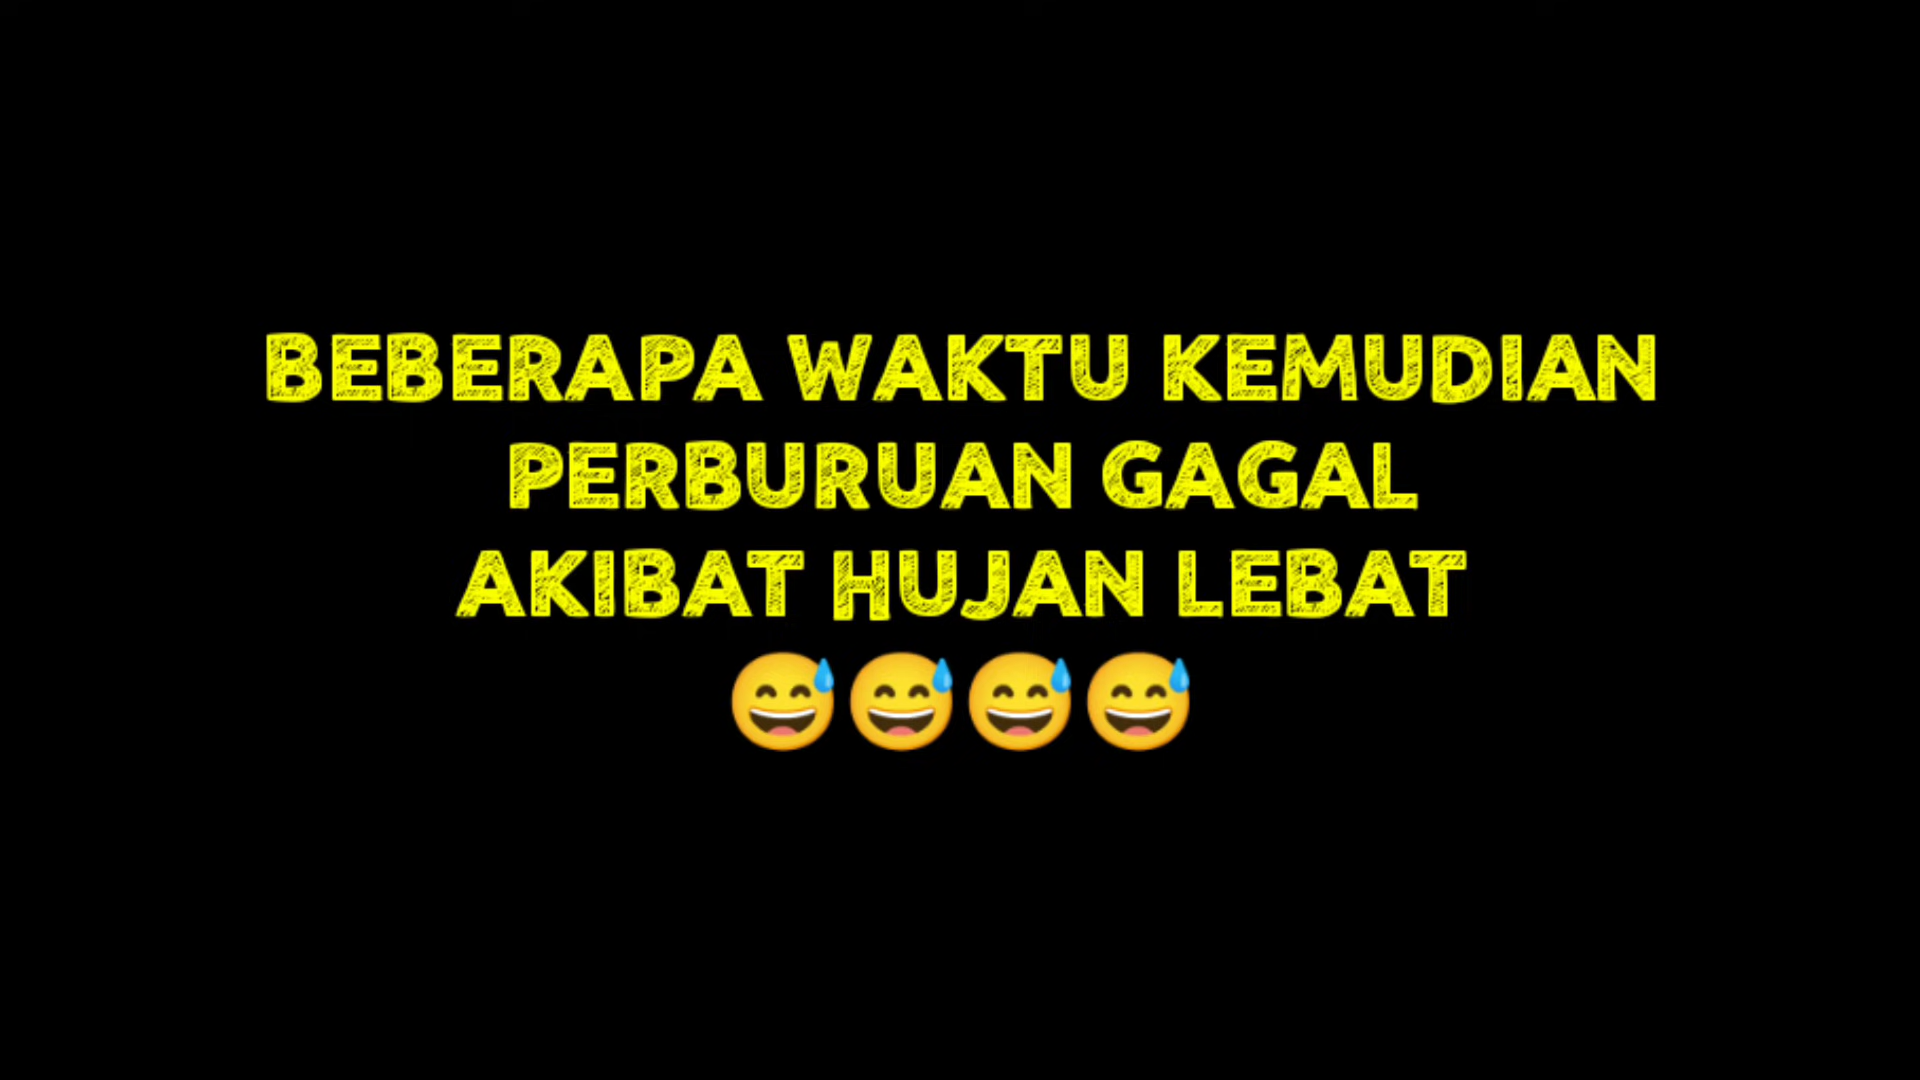 BEBERAPA WAKTU KEMUDIAN
PERBURUAN GAGAL
AKIBAT HUJAN LEBAT
😅😅😅😅